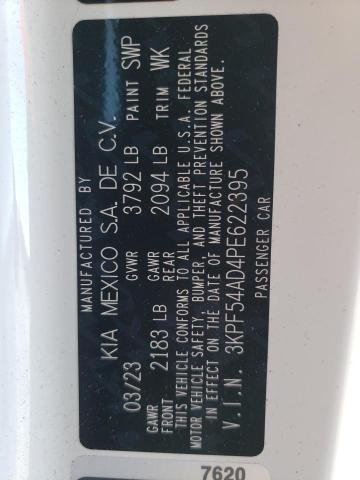 MANUFACTURED BY
KIA MEXICO S.A. DE C.V.
03/23 GVWR 3792 LB PAINT SWP
GAWR FRONT 2183 LB GAWR REAR 2094 LB TRIM WK
THIS VEHICLE CONFORMS TO ALL APPLICABLE U.S.A. FEDERAL
MOTOR VEHICLE SAFETY, BUMPER, AND THEFT PREVENTION STANDARDS
IN EFFECT ON THE DATE OF MANUFACTURE SHOWN ABOVE.
V.I.N. 3KPF54AD4PE622395
PASSENGER CAR
7620